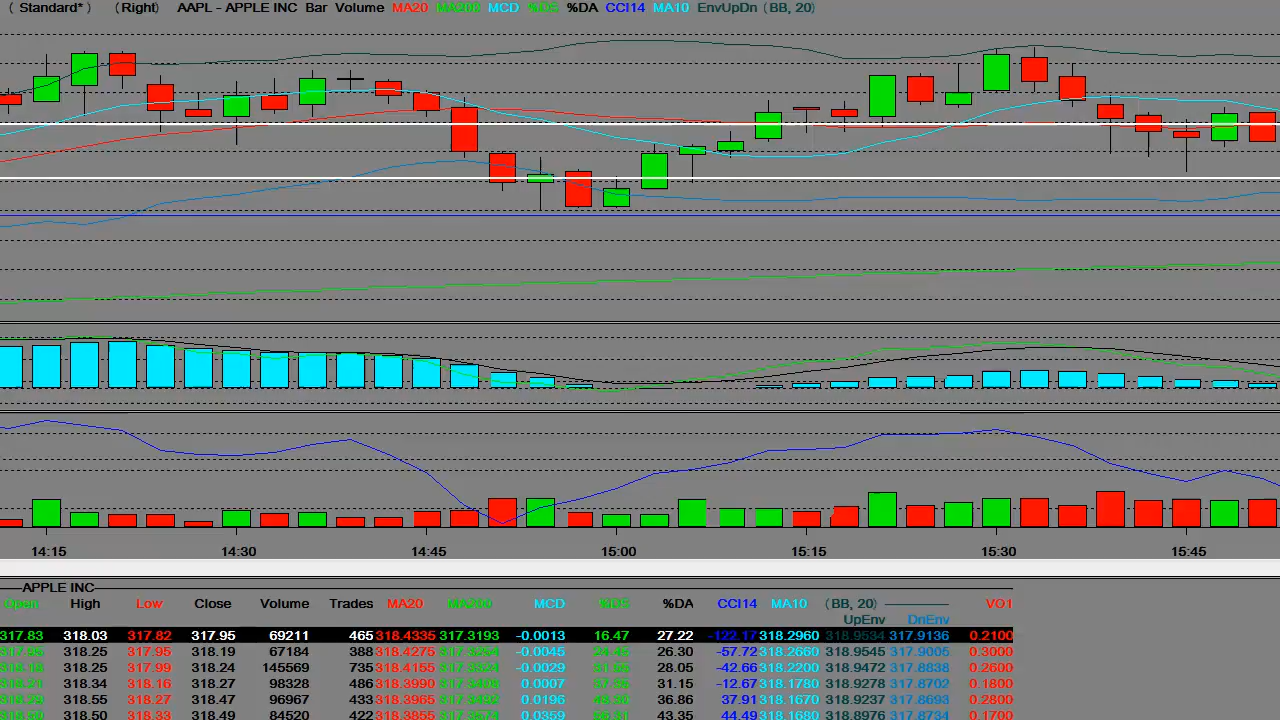 ( Standard* ) (Right) AAPL - APPLE INC Bar Volume MA20 MA200 MCD %DS %DA CCI14 MA10 EnvUpDn (BB, 20)
14:15 14:30 14:45 15:00 15:15 15:30 15:45
APPLE INC
Open High Low Close Volume Trades MA20 MA200 MCD %DS %DA CCI14 MA10 (BB, 20) VO1
UpEnv DnEnv
317.83 318.03 317.82 317.95 69211 465 318.4335 317.3193 -0.0013 16.47 27.22 -122.17 318.2960 318.9534 317.9136 0.2100
318.25 317.95 318.19 67184 388 318.4275 -0.0045 26.30 -57.72 318.2660 318.9545 317.9005 0.3000
318.25 317.99 318.24 145569 735 318.4155 -0.0029 28.05 -42.66 318.2200 318.9472 317.8838 0.2600
318.34 318.16 318.27 98328 486 318.3990 0.0007 31.15 -12.67 318.1780 318.9278 317.8702 0.1800
318.55 318.27 318.47 96967 433 318.3965 0.0196 36.86 37.91 318.1670 318.9237 317.8693 0.2800
318.50 318.33 318.49 84520 422 318.3855 0.0359 43.35 44.49 318.1680 318.8976 317.8734 0.1700